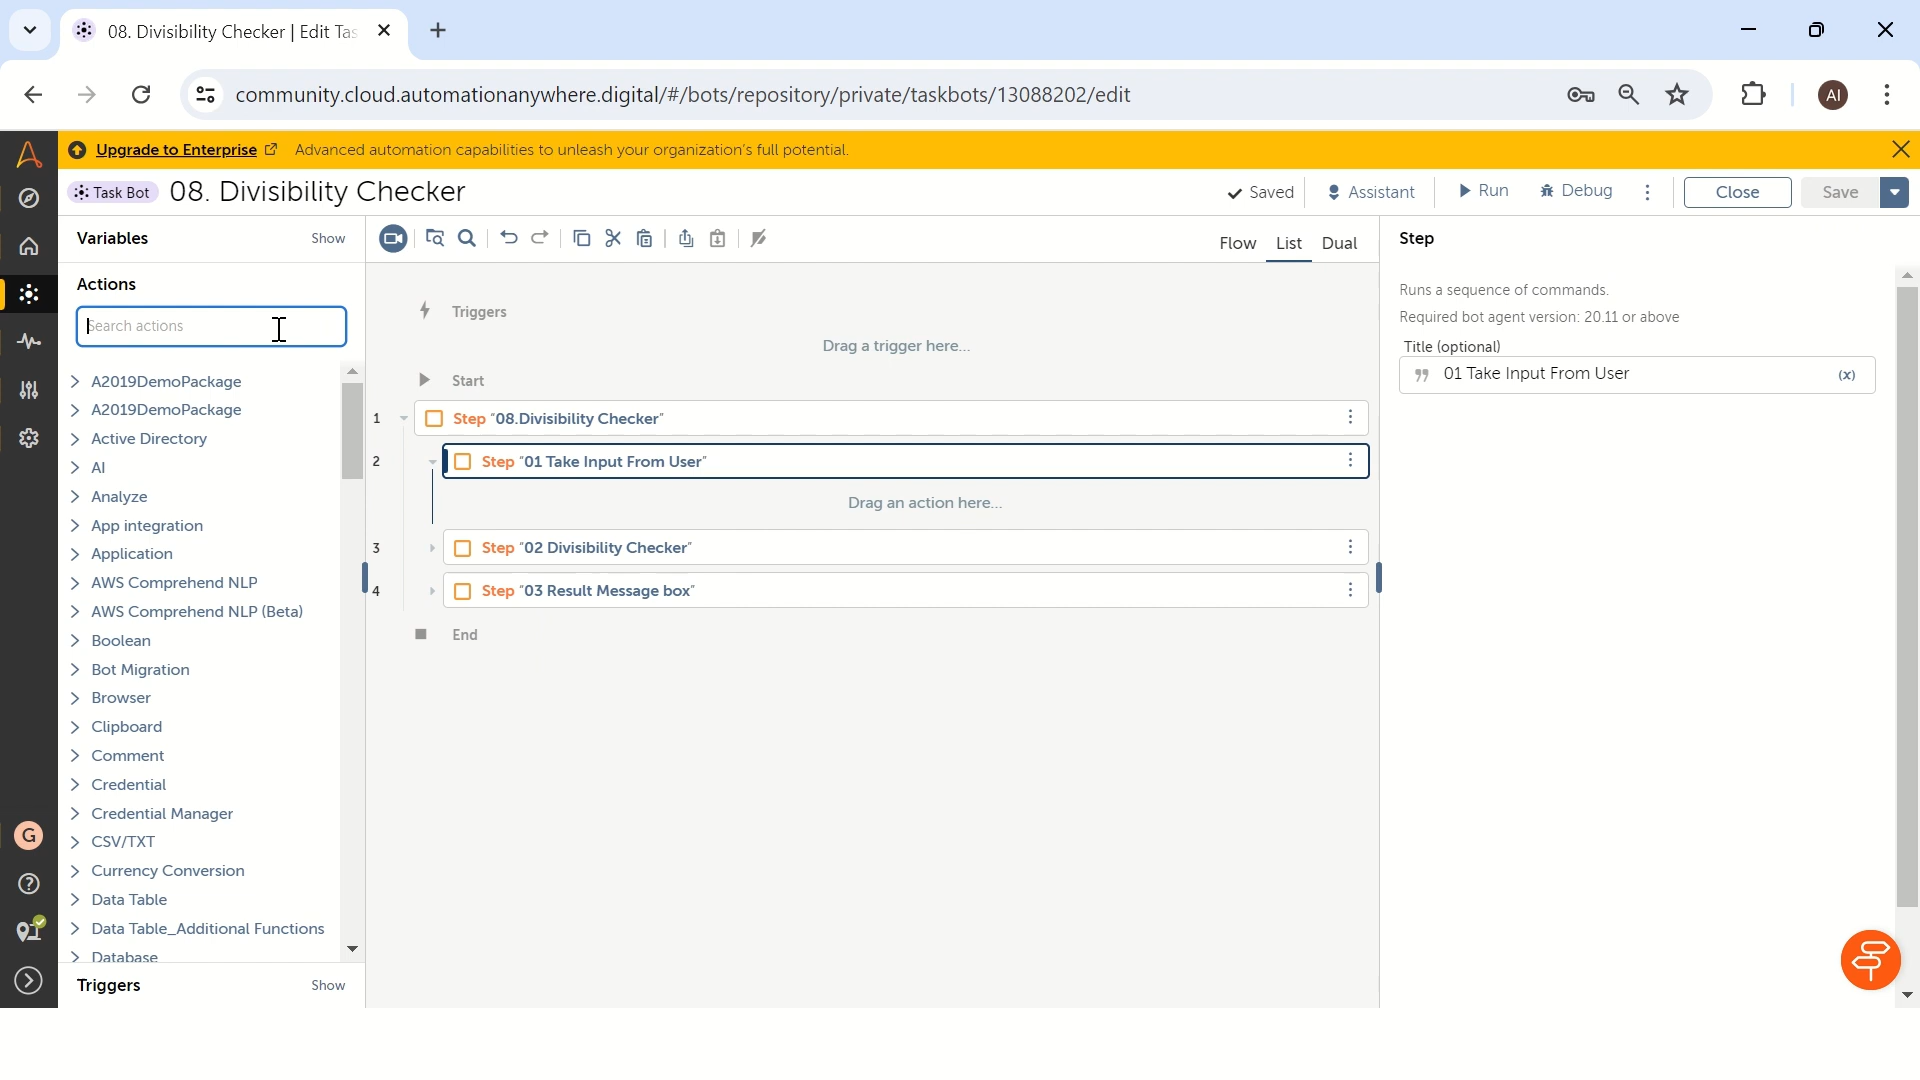 08. Divisibility Checker | Edit Tas
community.cloud.automationanywhere.digital/#/bots/repository/private/taskbots/13088202/edit
AI
Upgrade to Enterprise Advanced automation capabilities to unleash your organization's full potential.
Task Bot 08. Divisibility Checker
Saved Assistant Run Debug Close Save
Variables Show
Flow List Dual
Step
Actions
Search actions
A2019DemoPackage
A2019DemoPackage
Active Directory
AI
Analyze
App integration
Application
AWS Comprehend NLP
AWS Comprehend NLP (Beta)
Boolean
Bot Migration
Browser
Clipboard
Comment
Credential
Credential Manager
CSV/TXT
Currency Conversion
Data Table
Data Table_Additional Functions
Database
Triggers Show
G
Triggers
Drag a trigger here...
Start
1 Step "08.Divisibility Checker"
2 Step "01 Take Input From User"
Drag an action here...
3 Step "02 Divisibility Checker"
4 Step "03 Result Message box"
End
Runs a sequence of commands.
Required bot agent version: 20.11 or above
Title (optional)
01 Take Input From User (x)